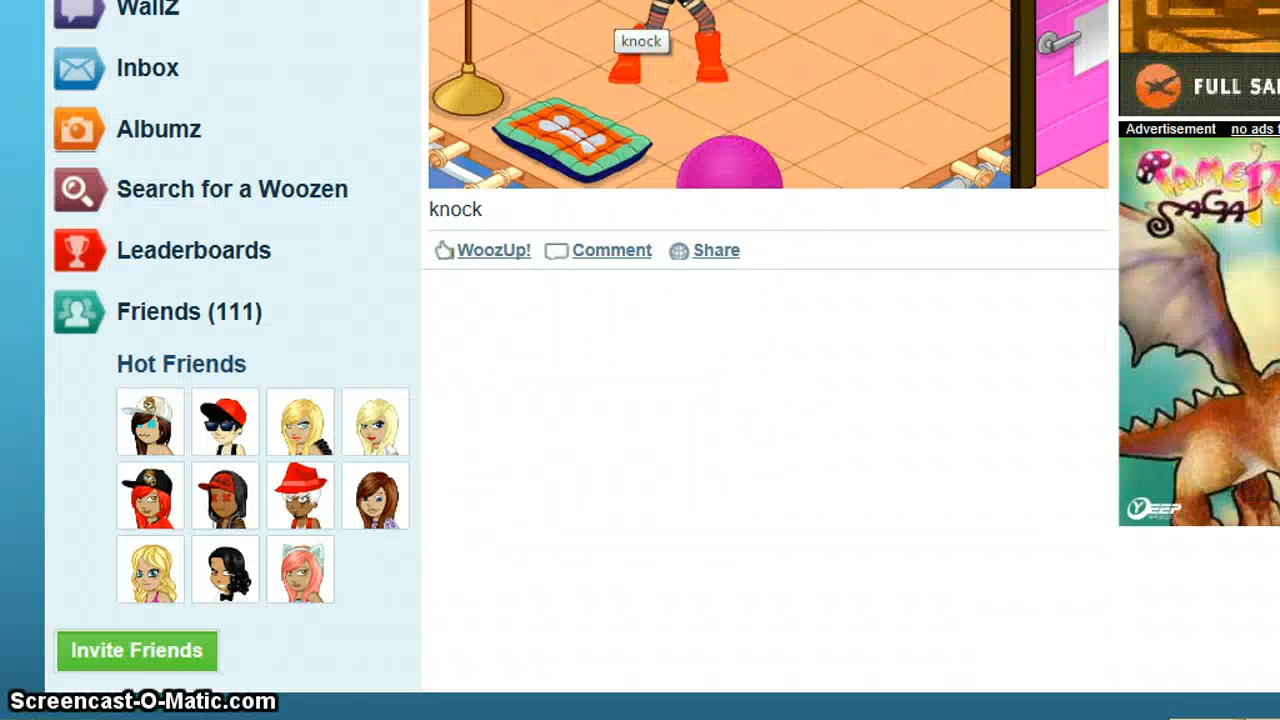 WallZ
knock
Inbox
FULL SA
Advertisement no ads
Albumz
Search for a Woozen
SAGA
knock
Leaderboards
WoozUp! Comment Share
Friends (111)
Hot Friends
YEEP
Invite Friends
Screencast-O-Matic.com